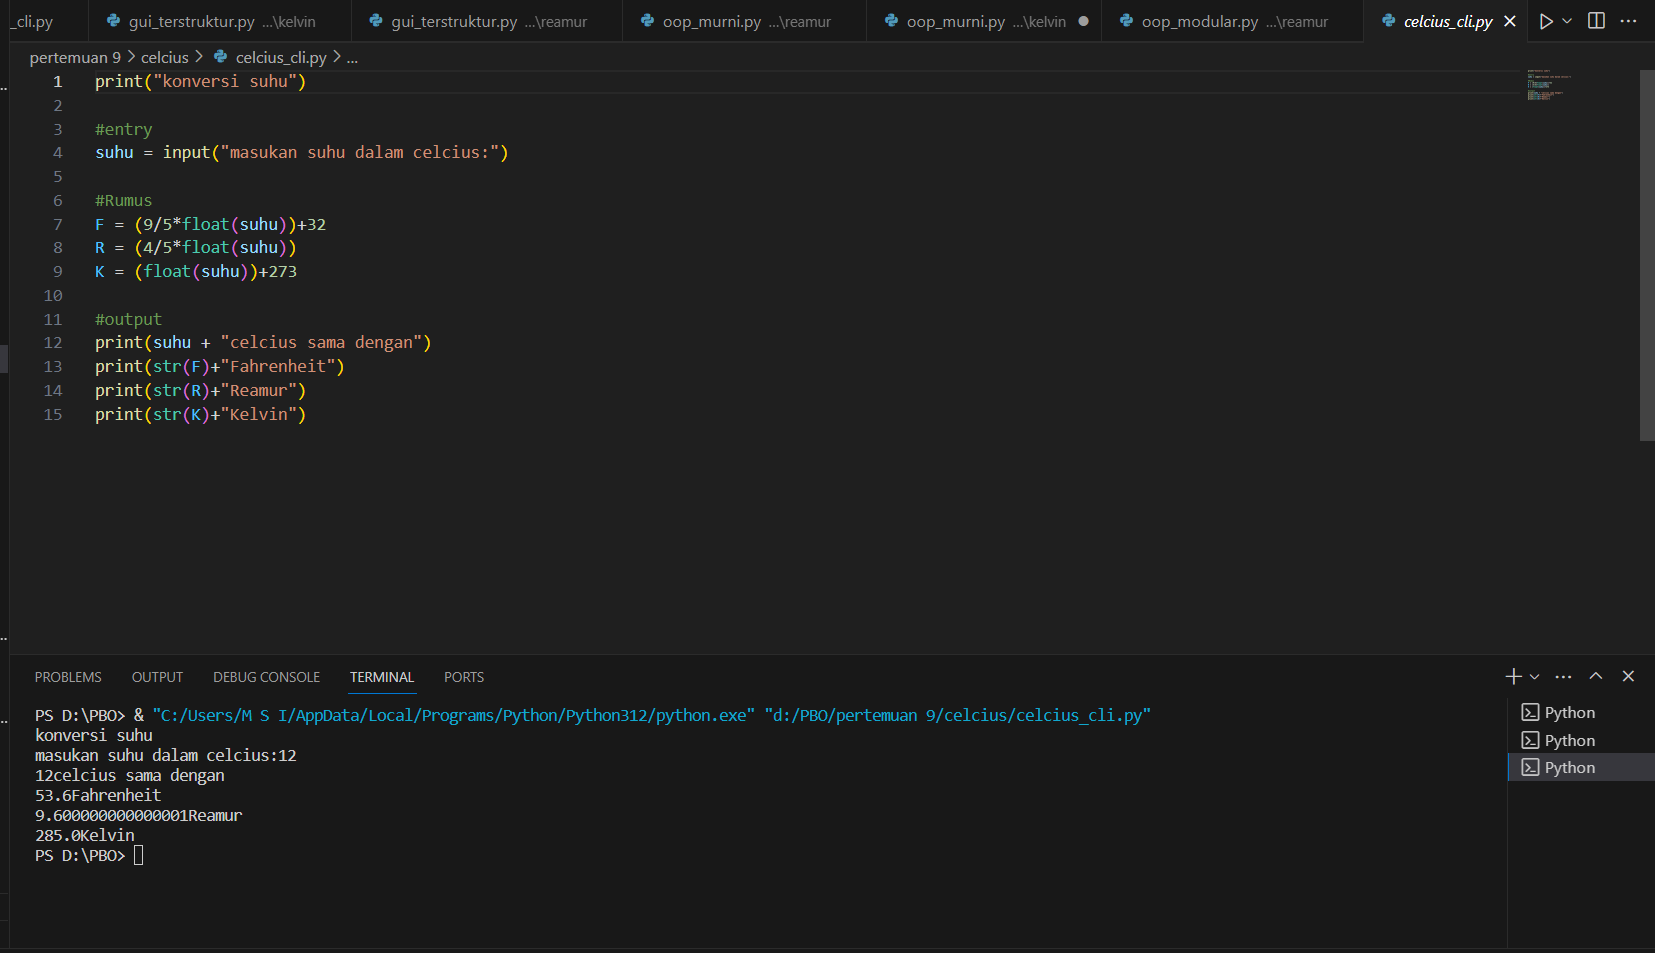 _cli.py gui_terstruktur.py ...\kelvin gui_terstruktur.py ...\reamur oop_murni.py ...\reamur oop_murni.py ...\kelvin oop_modular.py ...\reamur celcius_cli.py
pertemuan 9 > celcius > celcius_cli.py > ...
1 print("konversi suhu")
2
3 #entry
4 suhu = input("masukan suhu dalam celcius:")
5
6 #Rumus
7 F = (9/5*float(suhu))+32
8 R = (4/5*float(suhu))
9 K = (float(suhu))+273
10
11 #output
12 print(suhu + "celcius sama dengan")
13 print(str(F)+"Fahrenheit")
14 print(str(R)+"Reamur")
15 print(str(K)+"Kelvin")
PROBLEMS OUTPUT DEBUG CONSOLE TERMINAL PORTS
PS D:\PBO> & "C:/Users/M S I/AppData/Local/Programs/Python/Python312/python.exe" "d:/PBO/pertemuan 9/celcius/celcius_cli.py"
konversi suhu
masukan suhu dalam celcius:12
12celcius sama dengan
53.6Fahrenheit
9.600000000000001Reamur
285.0Kelvin
PS D:\PBO>
Python
Python
Python